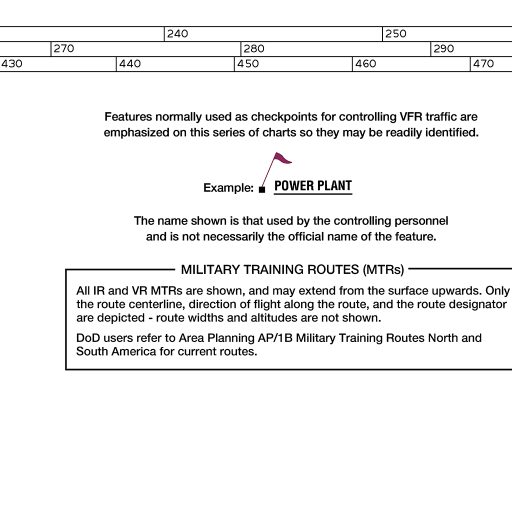 240 250
270 280 290
430 440 450 460 470
Features normally used as checkpoints for controlling VFR traffic are
emphasized on this series of charts so they may be readily identified.
Example: POWER PLANT
The name shown is that used by the controlling personnel
and is not necessarily the official name of the feature.
MILITARY TRAINING ROUTES (MTRs)
All IR and VR MTRs are shown, and may extend from the surface upwards. Only
the route centerline, direction of flight along the route, and the route designator
are depicted - route widths and altitudes are not shown.
DoD users refer to Area Planning AP/1B Military Training Routes North and
South America for current routes.